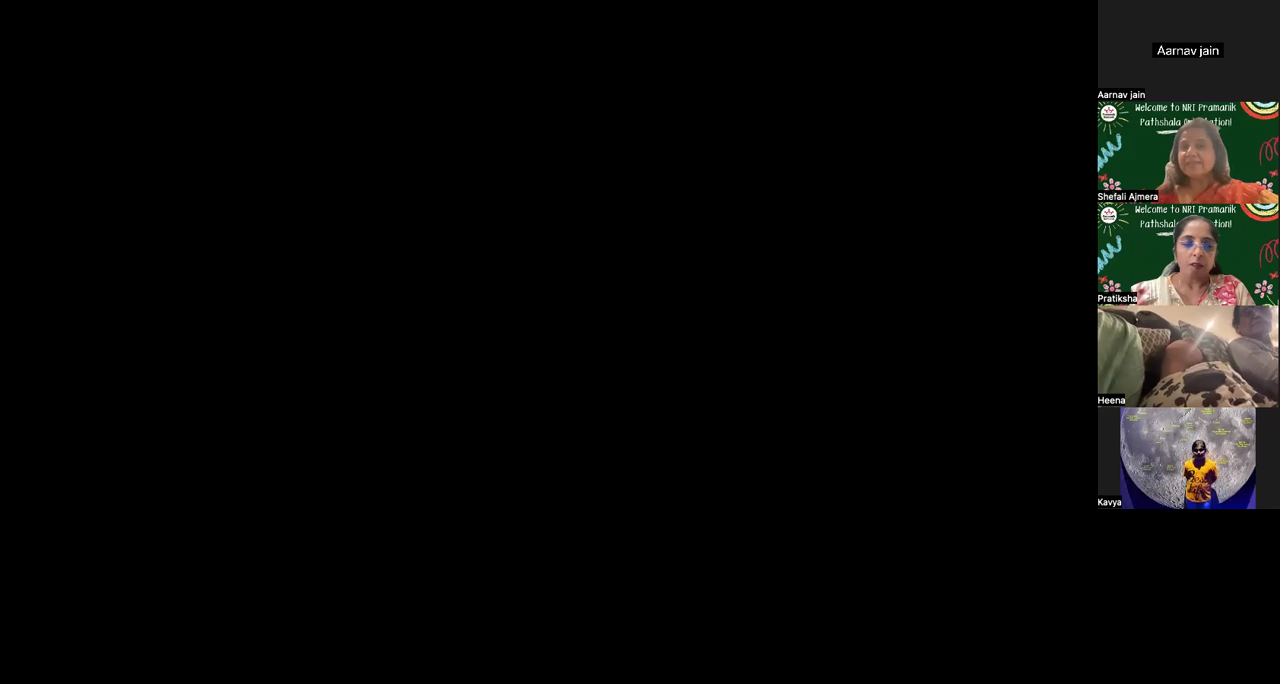 Aarnav jain
Aarnav jain
Welcome to NRI Pramanik
Pathshala
Shefali Ajmera
Welcome to NRI Pramanik
Pathshala
Pratiksha
Heena
Kavya